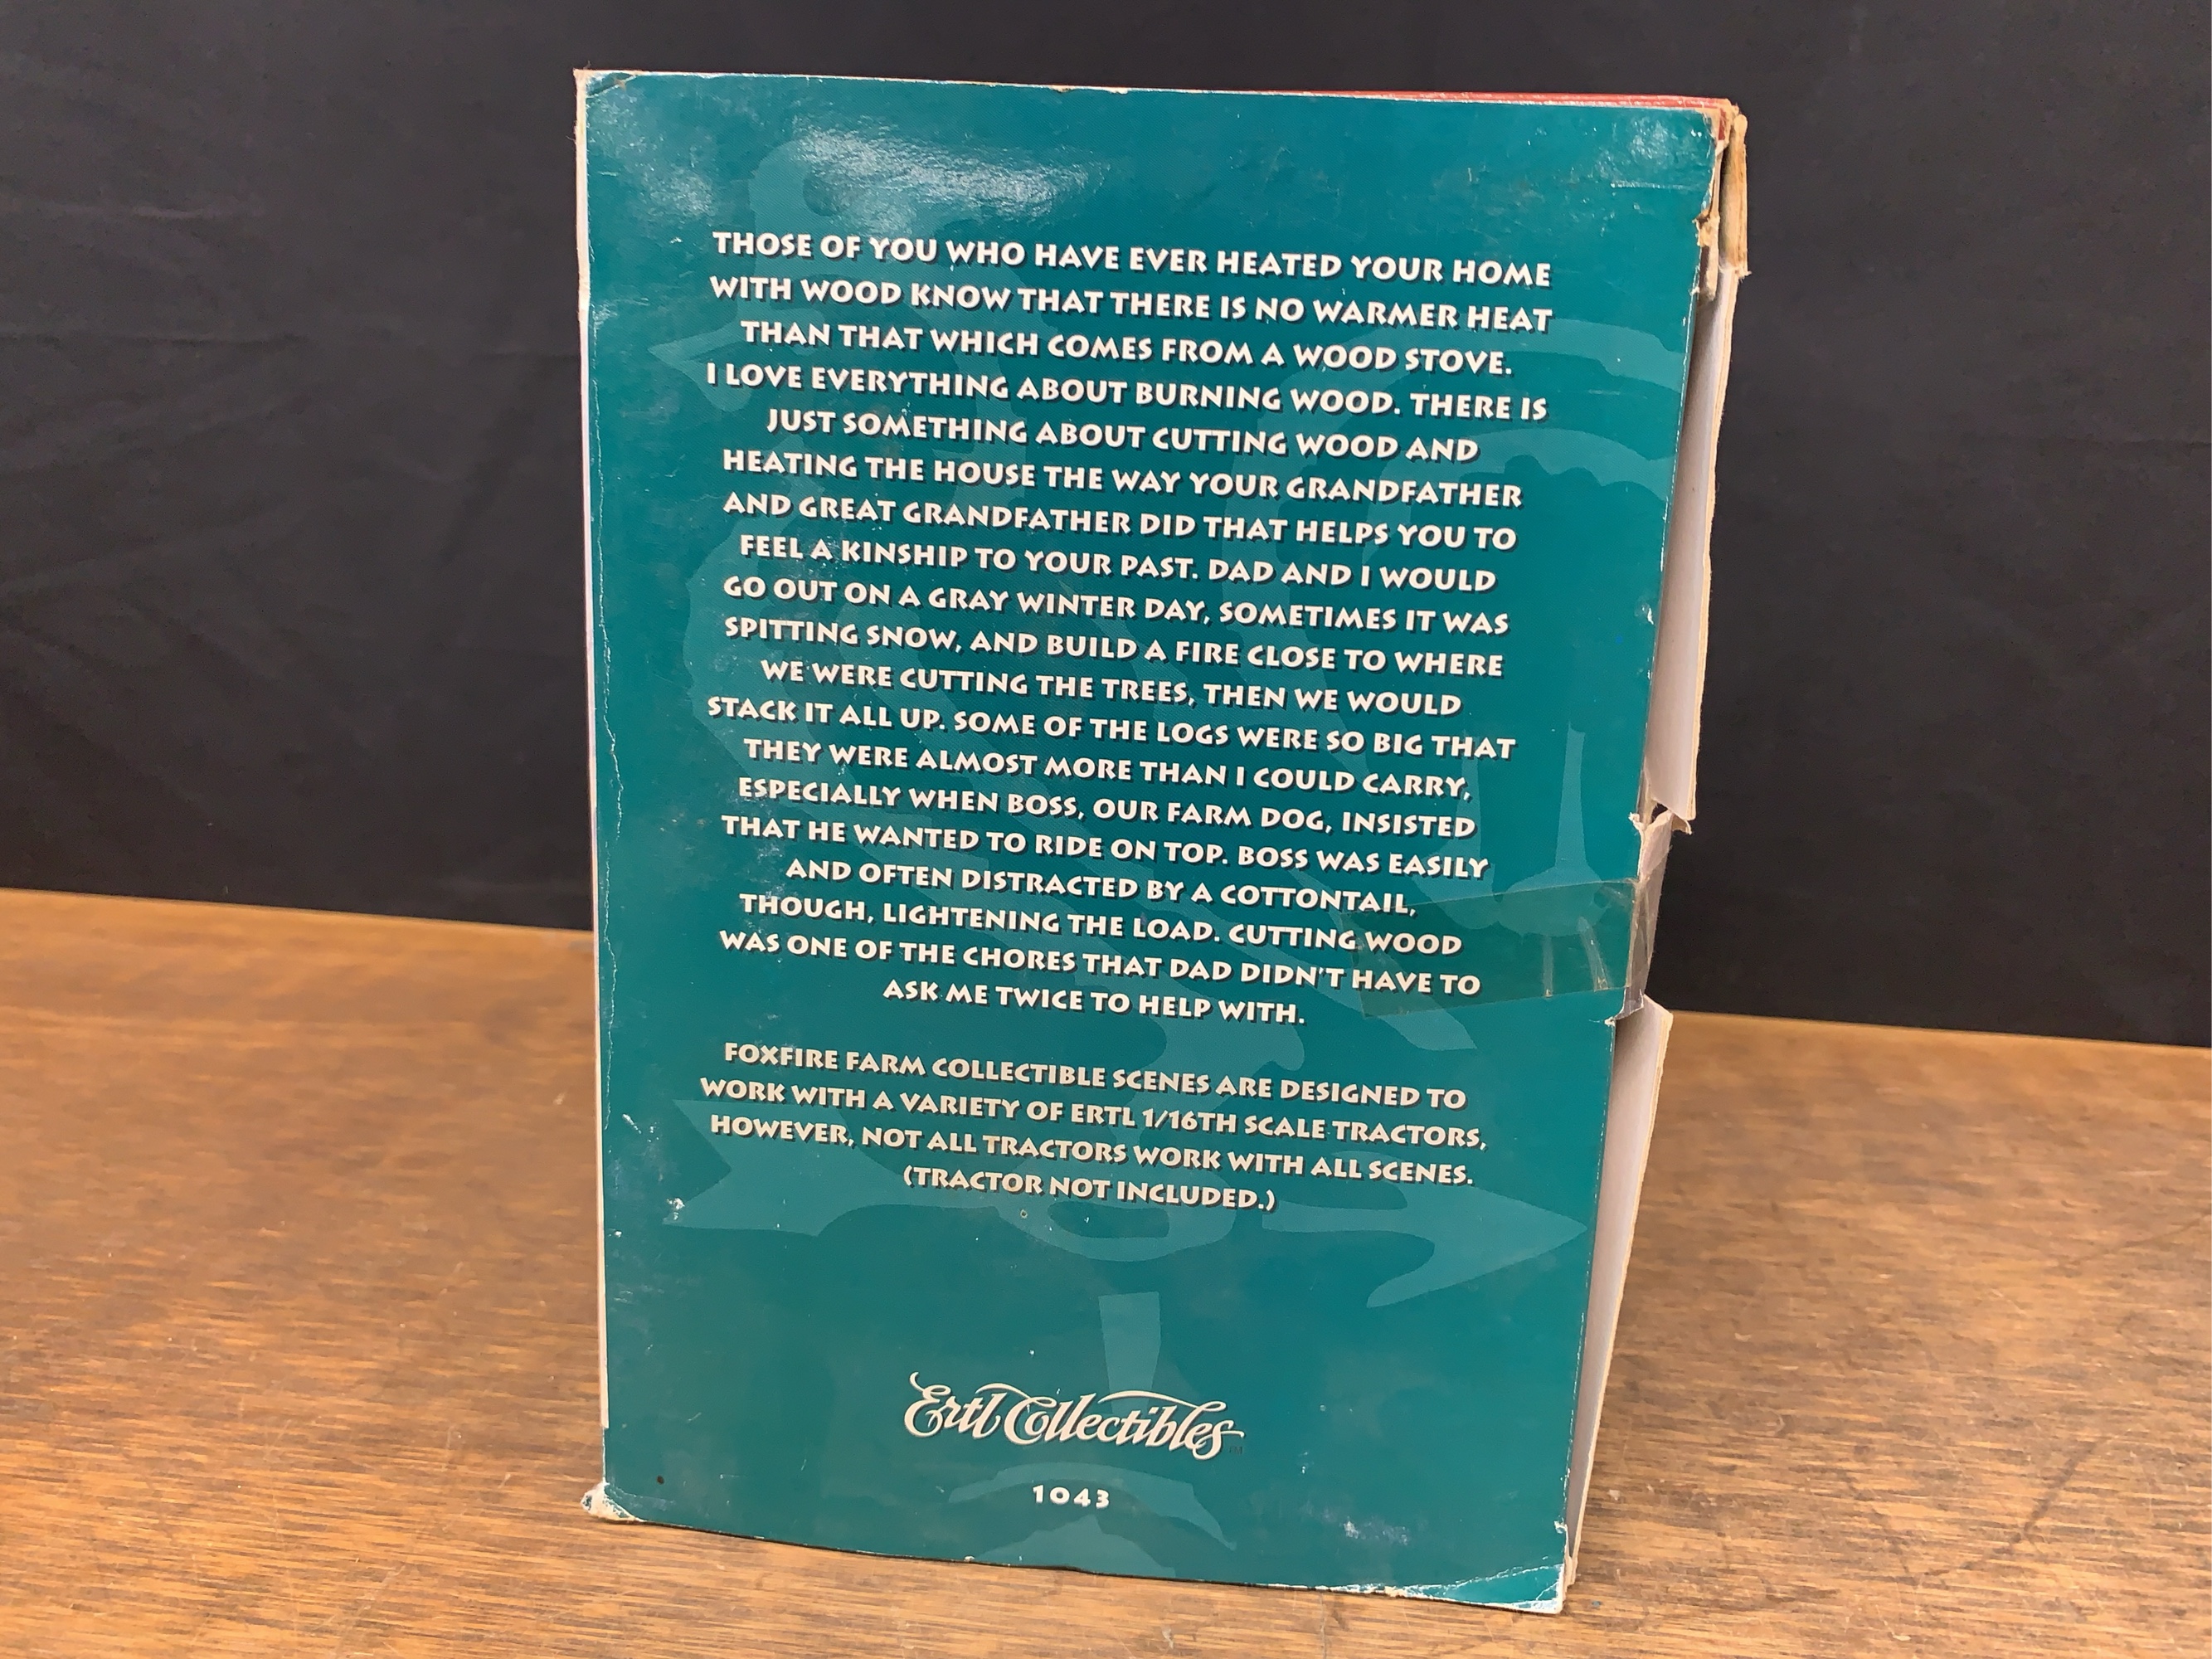 THOSE OF YOU WHO HAVE EVER HEATED YOUR HOME
WITH WOOD KNOW THAT THERE IS NO WARMER HEAT
THAN THAT WHICH COMES FROM A WOOD STOVE.
I LOVE EVERYTHING ABOUT BURNING WOOD. THERE IS
JUST SOMETHING ABOUT CUTTING WOOD AND
HEATING THE HOUSE THE WAY YOUR GRANDFATHER
AND GREAT GRANDFATHER DID THAT HELPS YOU TO
FEEL A KINSHIP TO YOUR PAST. DAD AND I WOULD
GO OUT ON A GRAY WINTER DAY, SOMETIMES IT WAS
SPITTING SNOW, AND BUILD A FIRE CLOSE TO WHERE
WE WERE CUTTING THE TREES, THEN WE WOULD
STACK IT ALL UP. SOME OF THE LOGS WERE SO BIG THAT
THEY WERE ALMOST MORE THAN I COULD CARRY,
ESPECIALLY WHEN BOSS, OUR FARM DOG, INSISTED
THAT HE WANTED TO RIDE ON TOP. BOSS WAS EASILY
AND OFTEN DISTRACTED BY A COTTONTAIL,
THOUGH, LIGHTENING THE LOAD. CUTTING WOOD
WAS ONE OF THE CHORES THAT DAD DIDN'T HAVE TO
ASK ME TWICE TO HELP WITH.
FOXFIRE FARM COLLECTIBLE SCENES ARE DESIGNED TO
WORK WITH A VARIETY OF ERTL 1/16TH SCALE TRACTORS,
HOWEVER, NOT ALL TRACTORS WORK WITH ALL SCENES.
(TRACTOR NOT INCLUDED.)
Ertl Collectibles™
1043